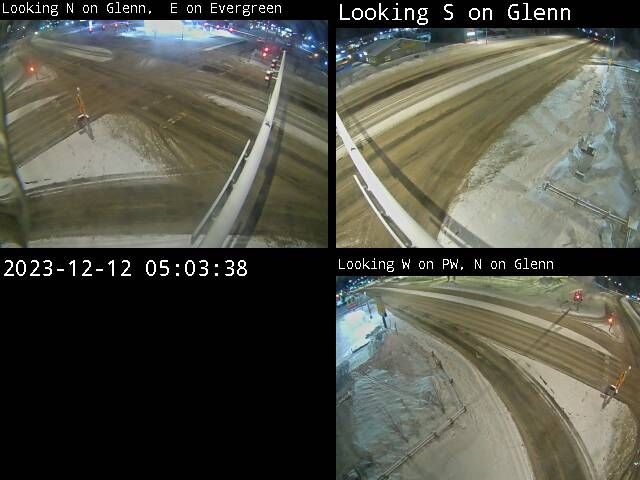 Looking N on Glenn,  E on Evergreen
Looking S on Glenn
2023-12-12 05:03:38
Looking W on PW, N on Glenn